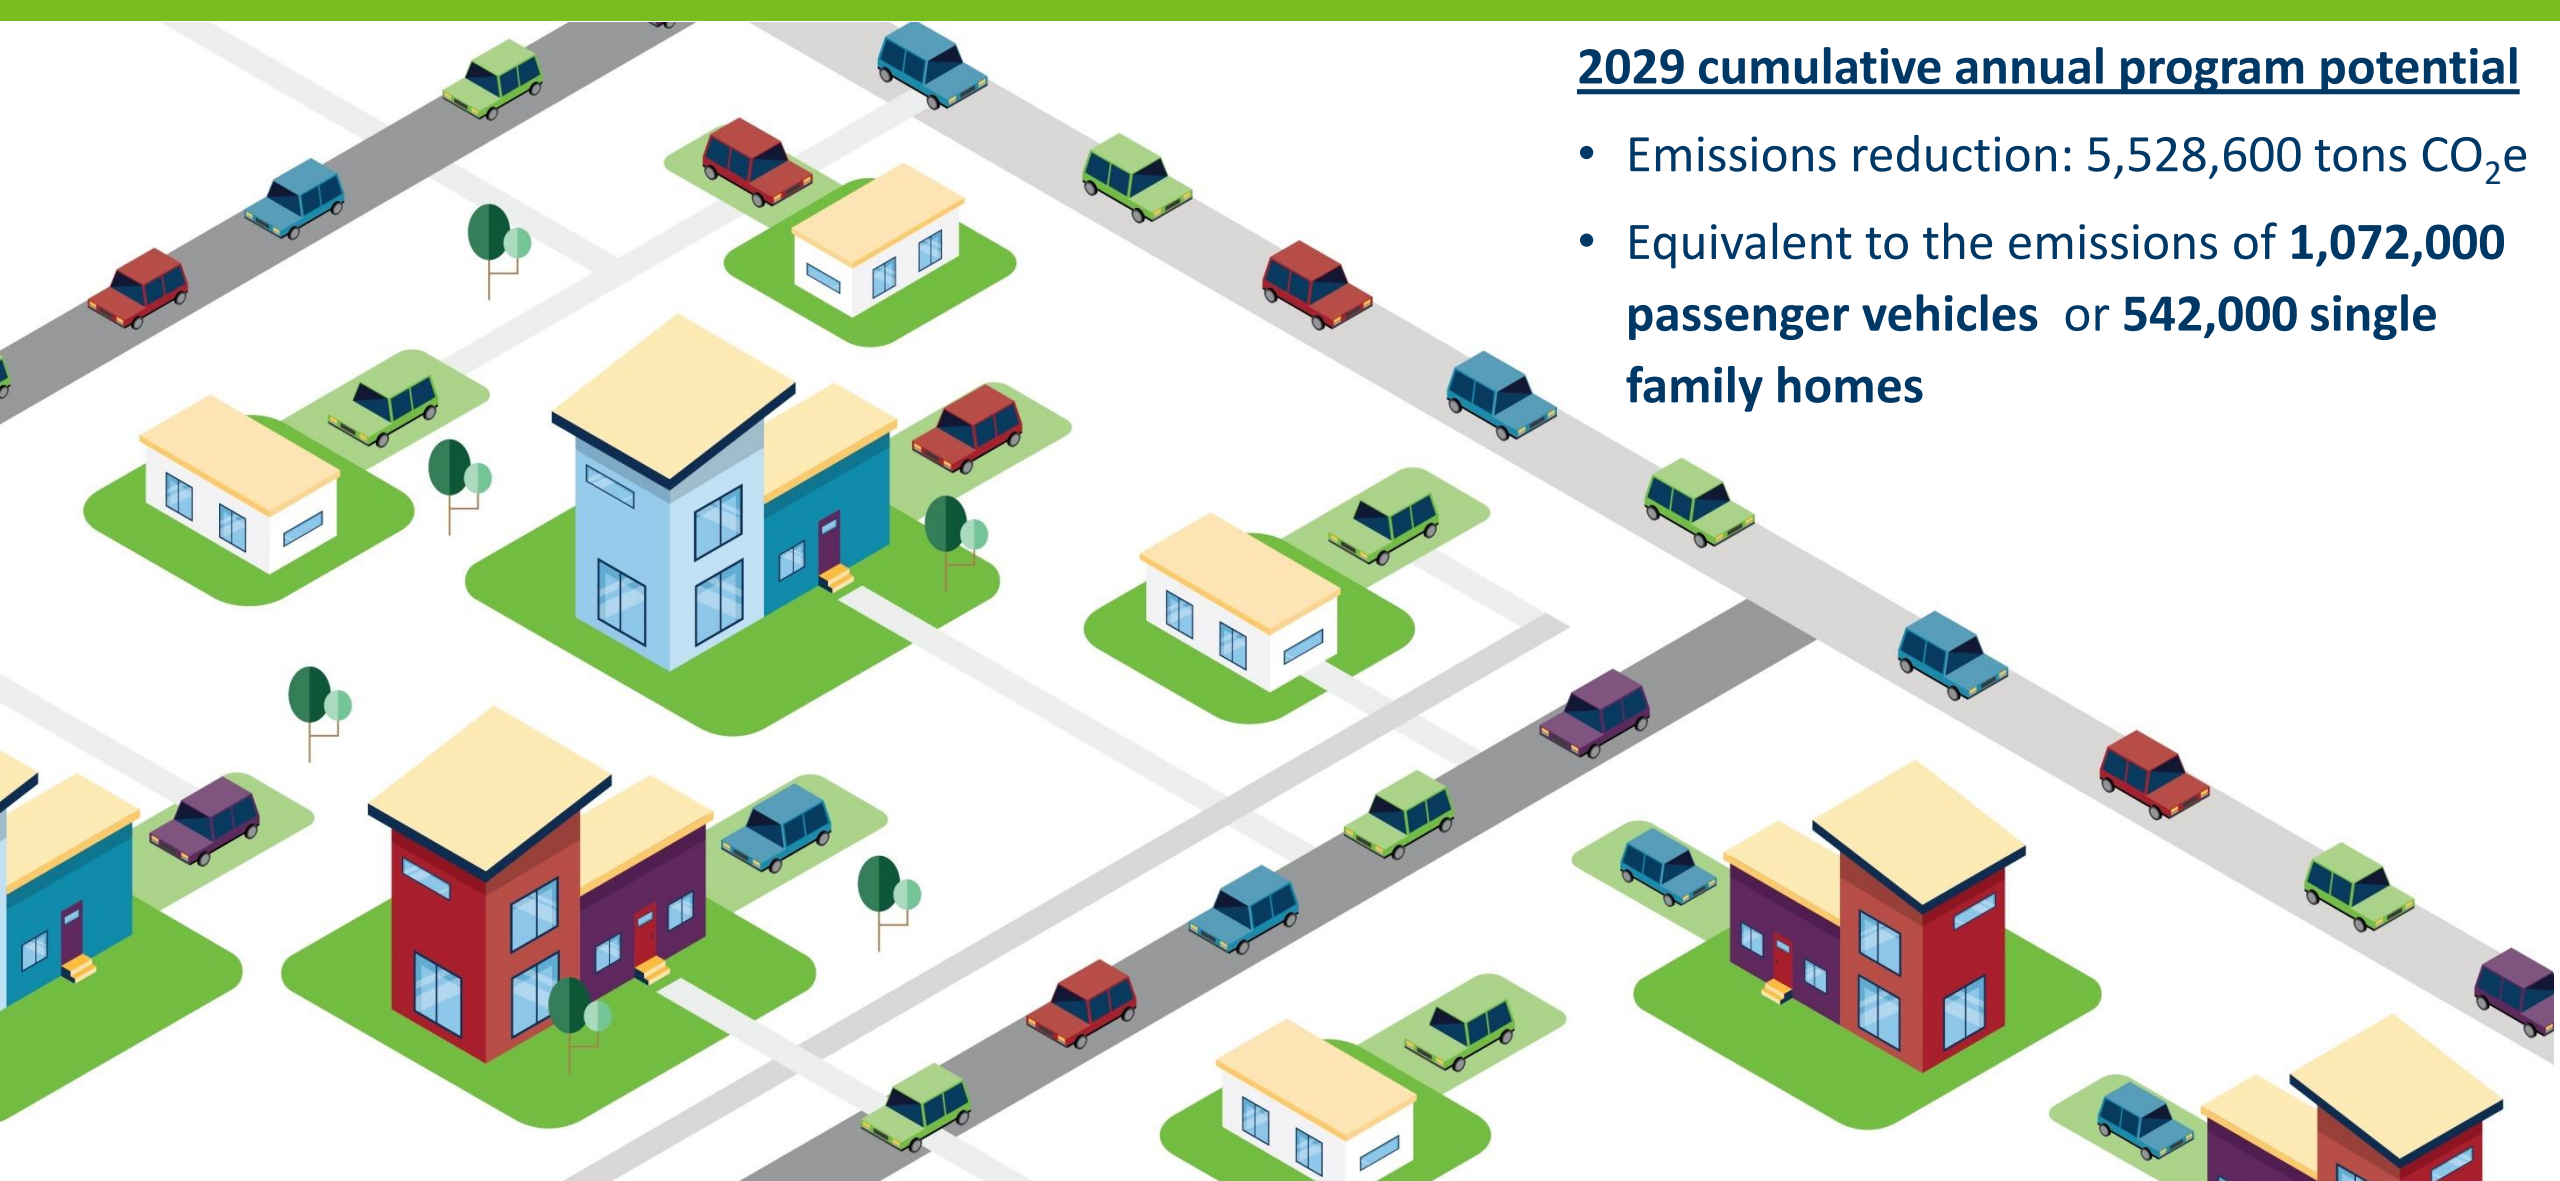 2029 cumulative annual program potential
• Emissions reduction: 5,528,600 tons CO₂e
• Equivalent to the emissions of 1,072,000
passenger vehicles or 542,000 single
family homes